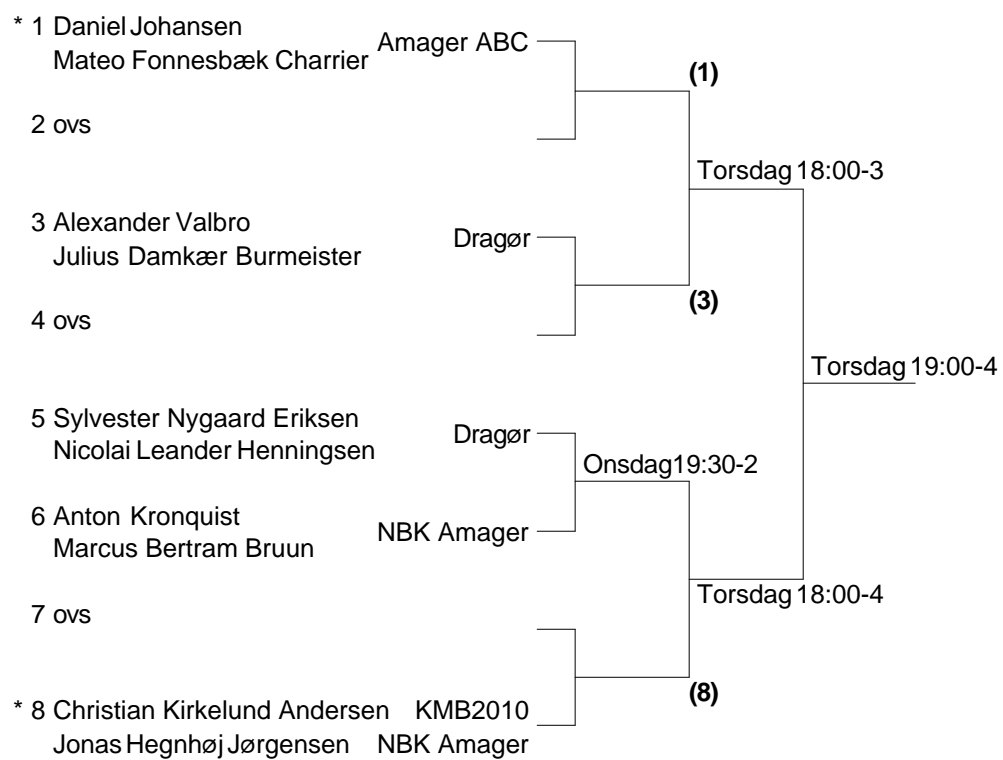 * 1 Daniel Johansen
Mateo Fonnesbæk Charrier
Amager ABC
(1)
2 ovs
Torsdag 18:00-3
3 Alexander Valbro
Julius Damkær Burmeister
Dragør
(3)
4 ovs
Torsdag 19:00-4
5 Sylvester Nygaard Eriksen
Nicolai Leander Henningsen
Dragør
Onsdag 19:30-2
6 Anton Kronquist
Marcus Bertram Bruun
NBK Amager
Torsdag 18:00-4
7 ovs
(8)
* 8 Christian Kirkelund Andersen KMB2010
Jonas Hegnhøj Jørgensen NBK Amager